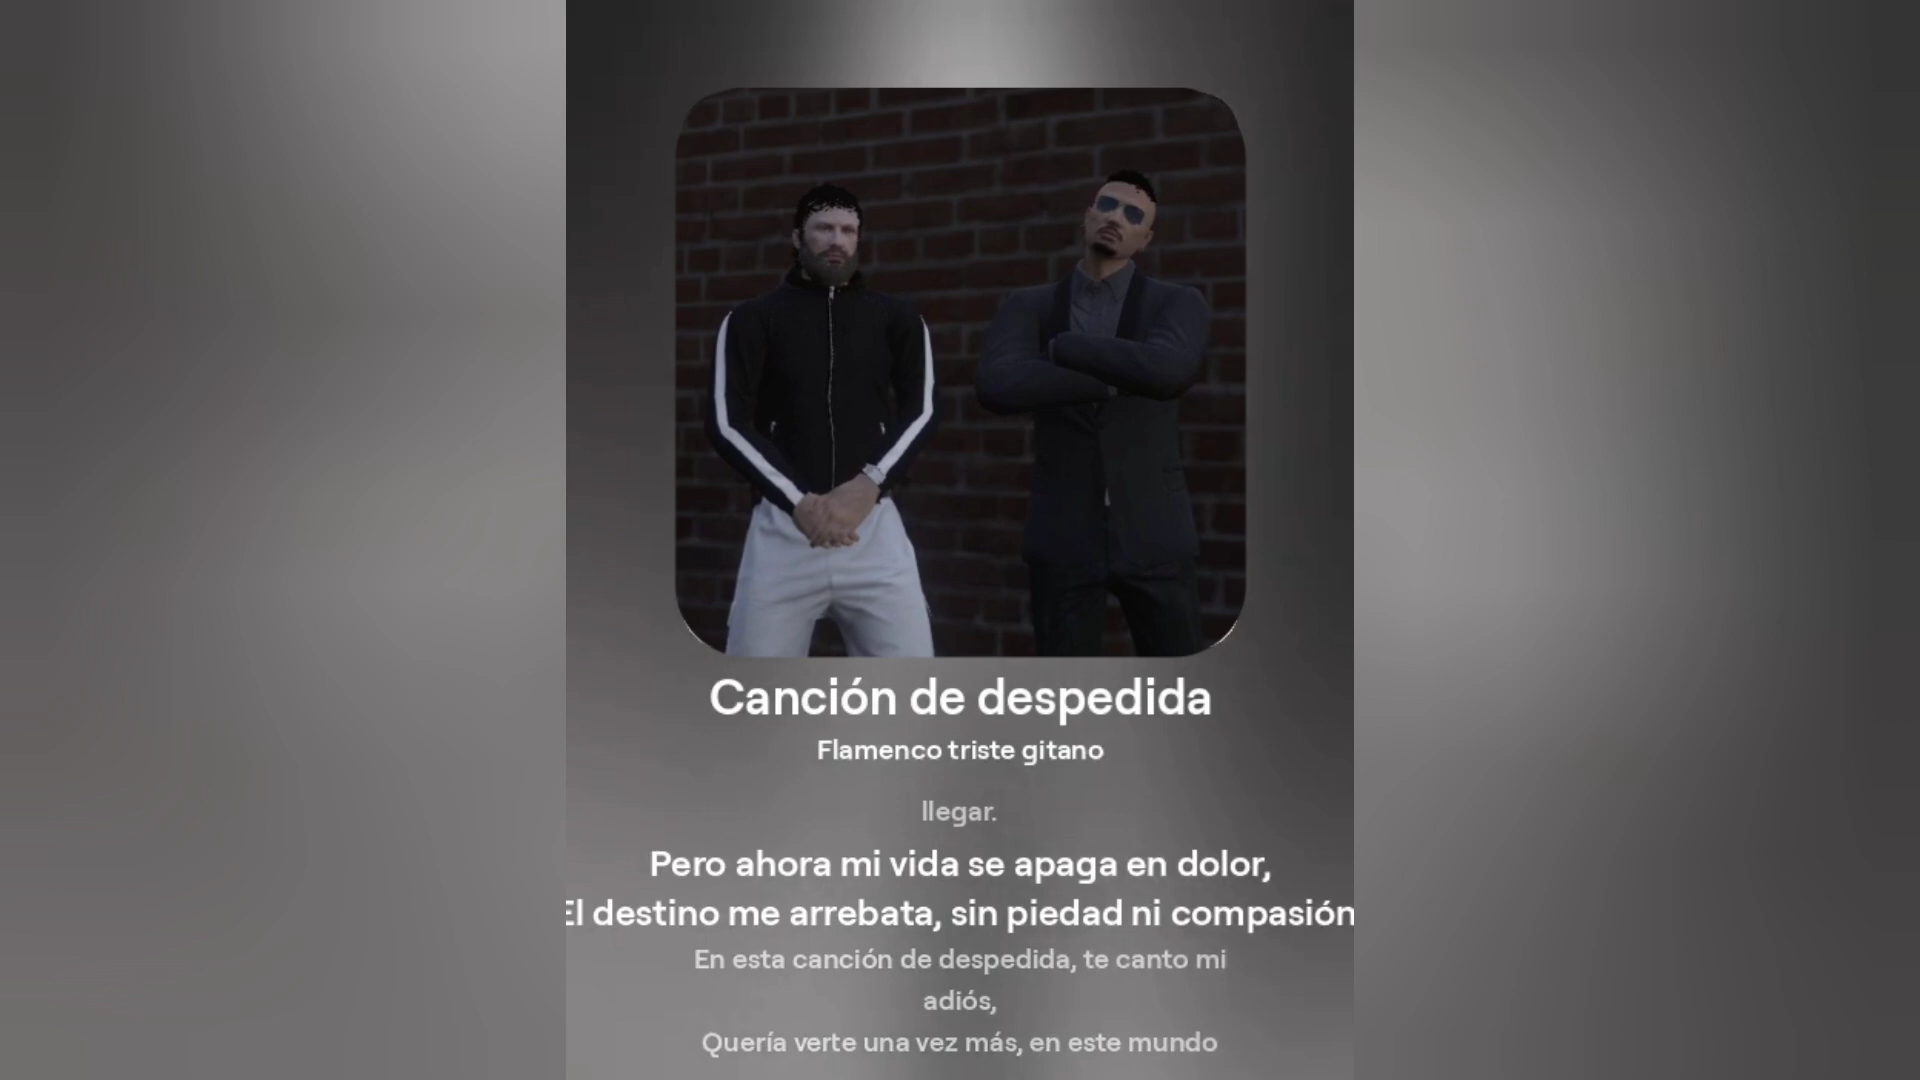 Canción de despedida
Flamenco triste gitano
llegar.
Pero ahora mi vida se apaga en dolor,
El destino me arrebata, sin piedad ni compasión
En esta canción de despedida, te canto mi
adiós,
Quería verte una vez más, en este mundo